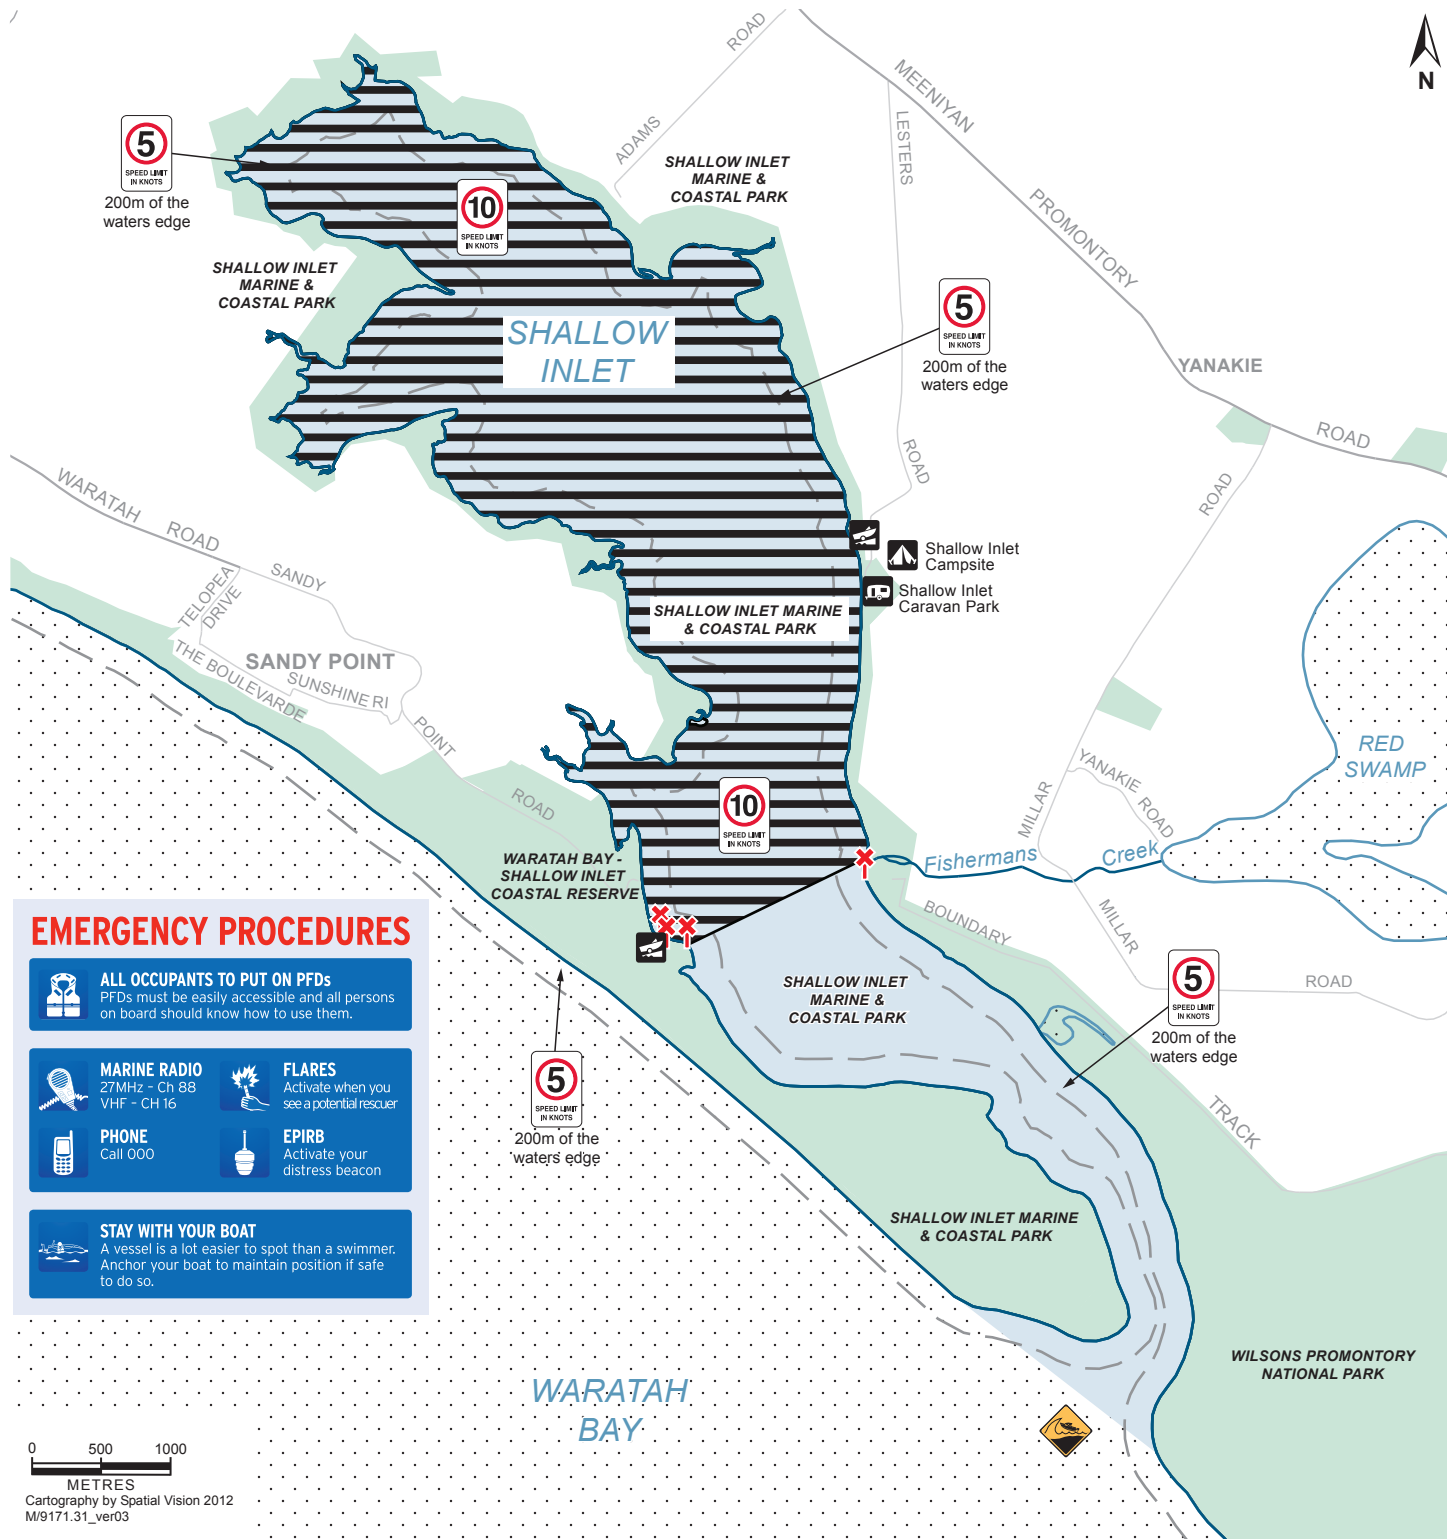 N
ROAD
MEENIYAN
LESTERS
ADAMS
5
SPEED LIMIT
IN KNOTS
200m of the
waters edge
SHALLOW INLET
MARINE &
COASTAL PARK
10
SPEED LIMIT
IN KNOTS
PROMONTORY
SHALLOW INLET
MARINE &
COASTAL PARK
5
SPEED LIMIT
IN KNOTS
200m of the
waters edge
SHALLOW
INLET
YANAKIE
ROAD
ROAD
ROAD
WARATAH
ROAD
SANDY
TELOPEA
DRIVE
Shallow Inlet
Campsite
Shallow Inlet
Caravan Park
SHALLOW INLET MARINE
& COASTAL PARK
SANDY POINT
THE BOULEVARDE
SUNSHINE RI
POINT
ROAD
RED
SWAMP
YANAKIE ROAD
MILLAR
10
SPEED LIMIT
IN KNOTS
Fishermans Creek
WARATAH BAY -
SHALLOW INLET
COASTAL RESERVE
BOUNDARY
MILLAR
ROAD
EMERGENCY PROCEDURES
ALL OCCUPANTS TO PUT ON PFDs
PFDs must be easily accessible and all persons
on board should know how to use them.
MARINE RADIO
27MHz - Ch 88
VHF - CH 16
FLARES
Activate when you
see a potential rescuer
PHONE
Call 000
EPIRB
Activate your
distress beacon
STAY WITH YOUR BOAT
A vessel is a lot easier to spot than a swimmer.
Anchor your boat to maintain position if safe
to do so.
SHALLOW INLET
MARINE &
COASTAL PARK
5
SPEED LIMIT
IN KNOTS
200m of the
waters edge
5
SPEED LIMIT
IN KNOTS
200m of the
waters edge
TRACK
SHALLOW INLET MARINE
& COASTAL PARK
WILSONS PROMONTORY
NATIONAL PARK
WARATAH
BAY
0 500 1000
METRES
Cartography by Spatial Vision 2012
M/9171.31_ver03